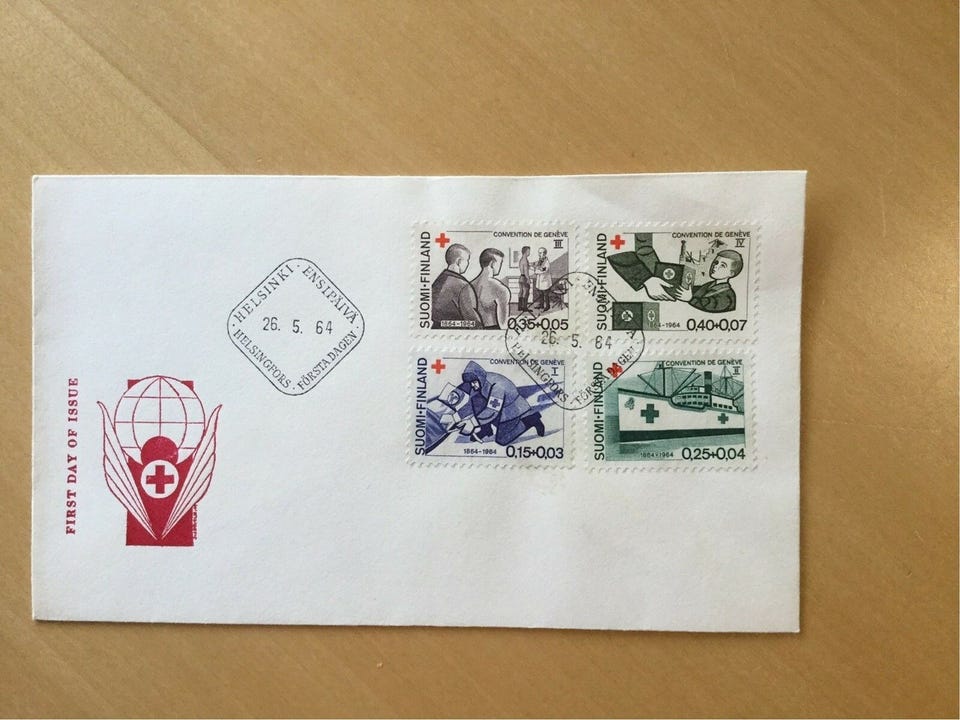 HELSINKI · ENSIPÄIVÄ
26. 5. 64
HELSINGFORS · FÖRSTA DAGEN
FIRST DAY OF ISSUE
CONVENTION DE GENÈVE
III
SUOMI-FINLAND
1864-1964
0,35+0,05
CONVENTION DE GENÈVE
IV
SUOMI-FINLAND
1864-1964
0,40+0,07
26. 5. 64
HELSINGFORS · FÖRSTA DAGEN
CONVENTION DE GENÈVE
I
SUOMI-FINLAND
1864-1964
0,15+0,03
CONVENTION DE GENÈVE
II
SUOMI-FINLAND
1864-1964
0,25+0,04